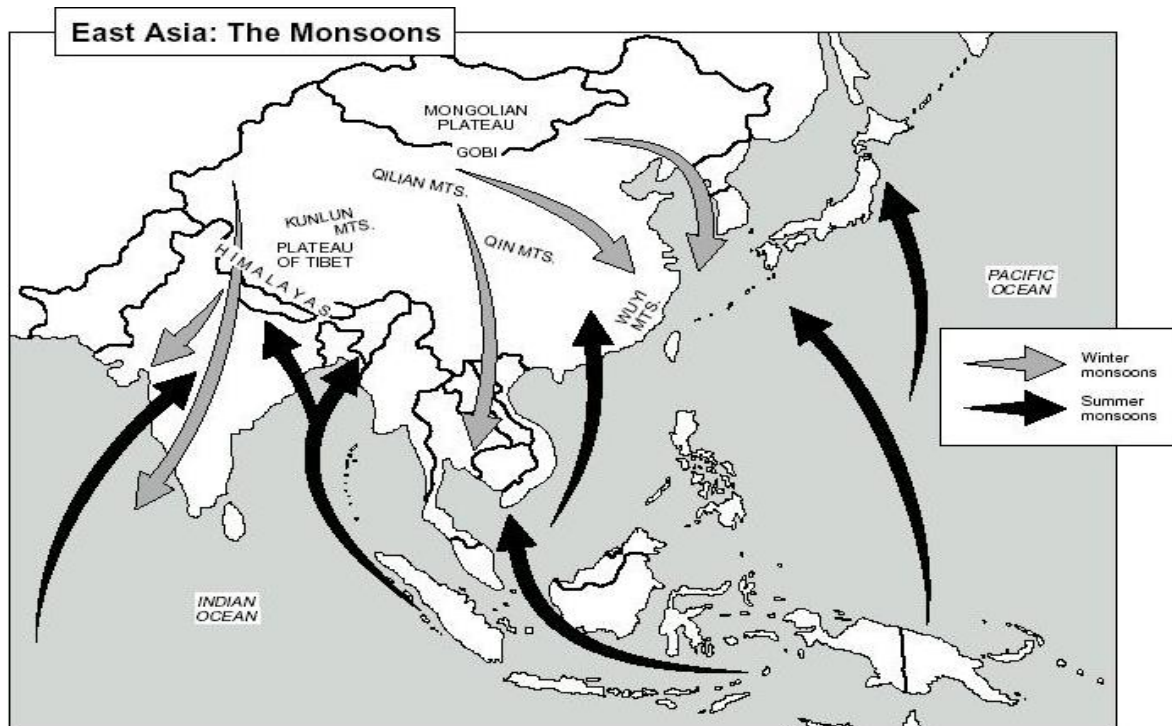 East Asia: The Monsoons
MONGOLIAN
PLATEAU
GOBI
QILIAN MTS.
KUNLUN
MTS.
PLATEAU
OF TIBET
QIN MTS.
HIMALAYAS
WUYI
MTS.
PACIFIC
OCEAN
Winter
monsoons
Summer
monsoons
INDIAN
OCEAN